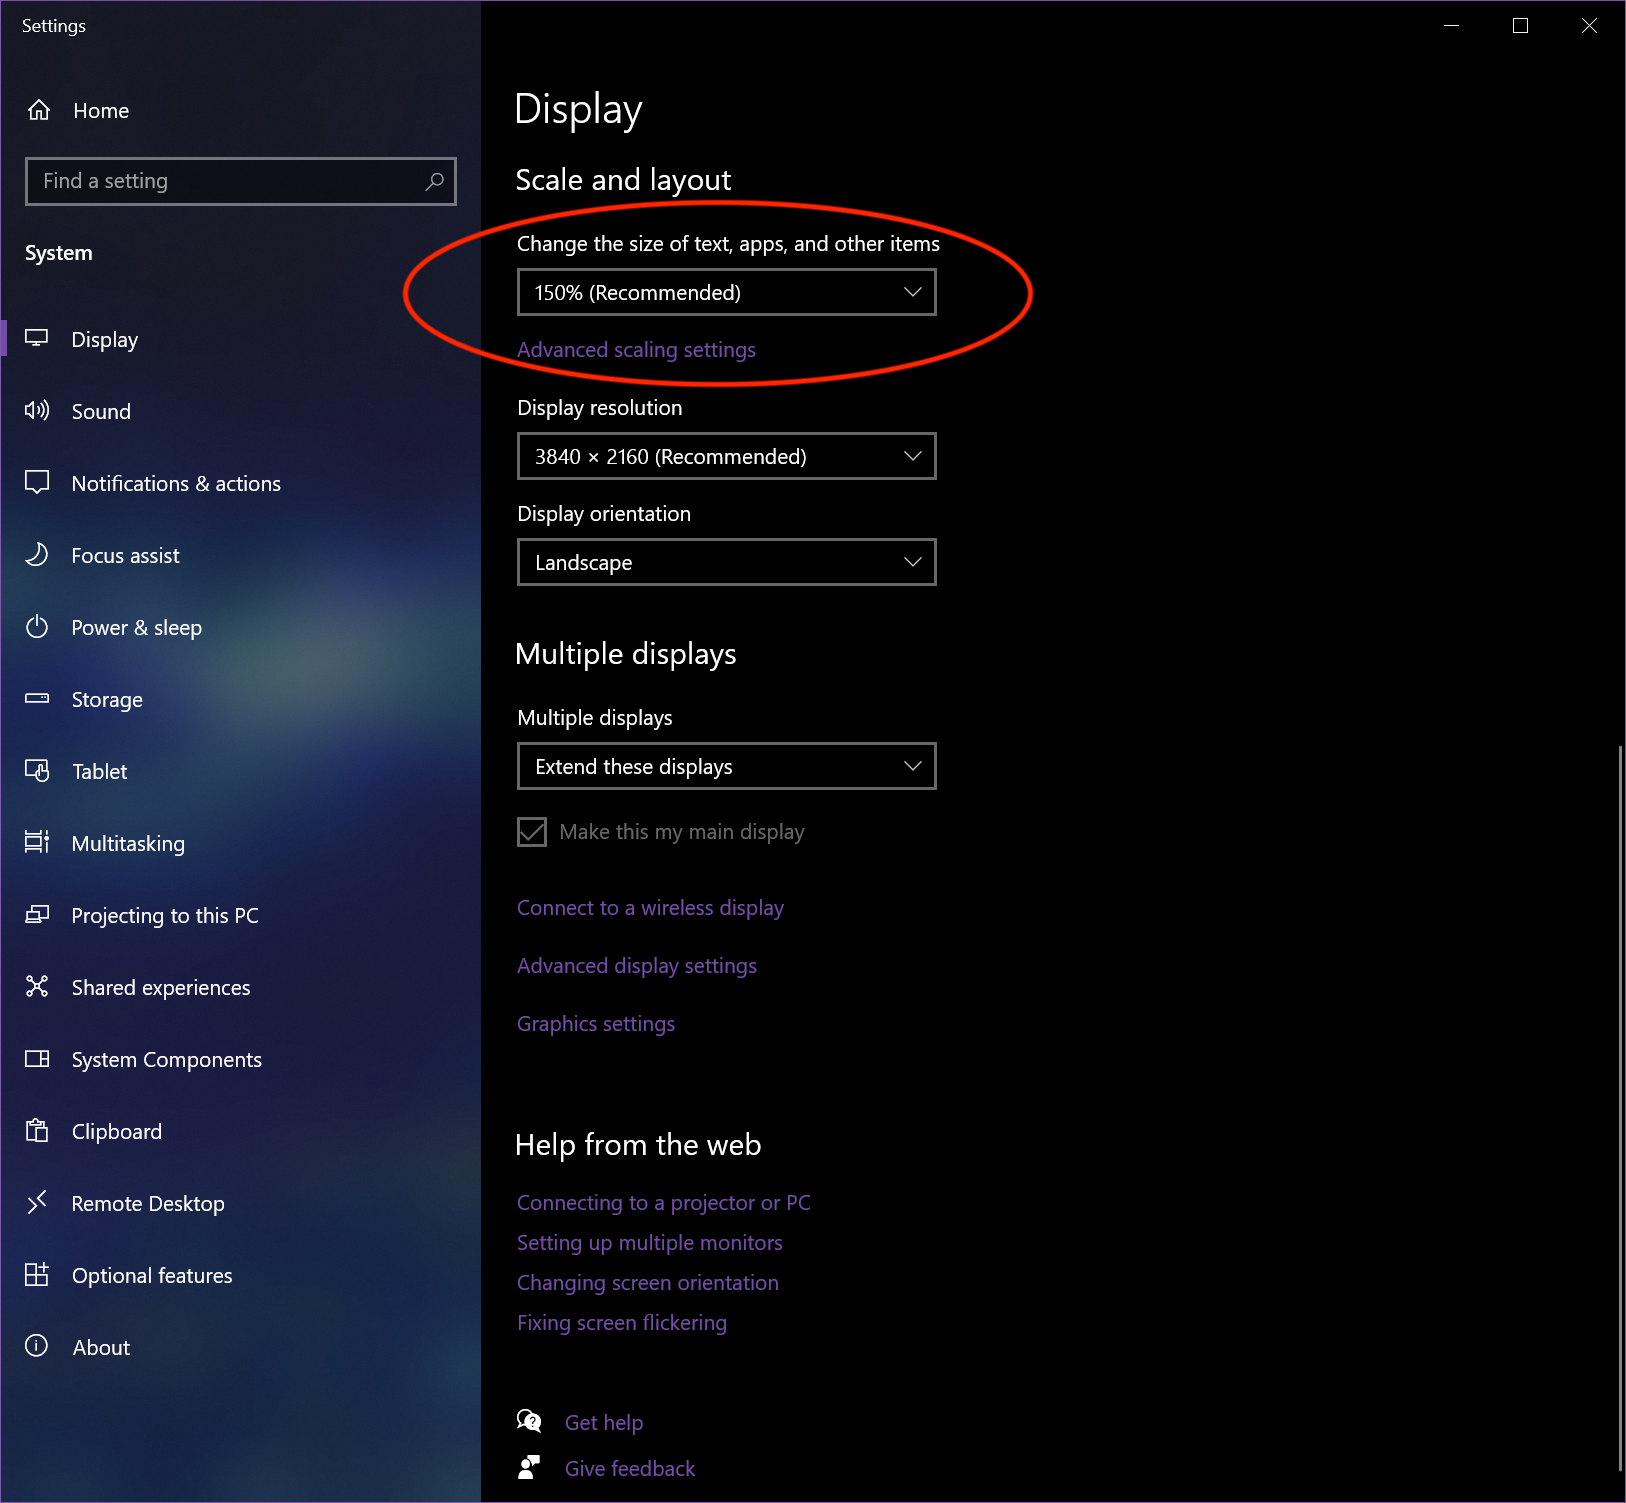 Settings
Home
Find a setting
System
Display
Sound
Notifications & actions
Focus assist
Power & sleep
Storage
Tablet
Multitasking
Projecting to this PC
Shared experiences
System Components
Clipboard
Remote Desktop
Optional features
About
Display
Scale and layout
Change the size of text, apps, and other items
150% (Recommended)
Advanced scaling settings
Display resolution
3840 × 2160 (Recommended)
Display orientation
Landscape
Multiple displays
Multiple displays
Extend these displays
Make this my main display
Connect to a wireless display
Advanced display settings
Graphics settings
Help from the web
Connecting to a projector or PC
Setting up multiple monitors
Changing screen orientation
Fixing screen flickering
Get help
Give feedback